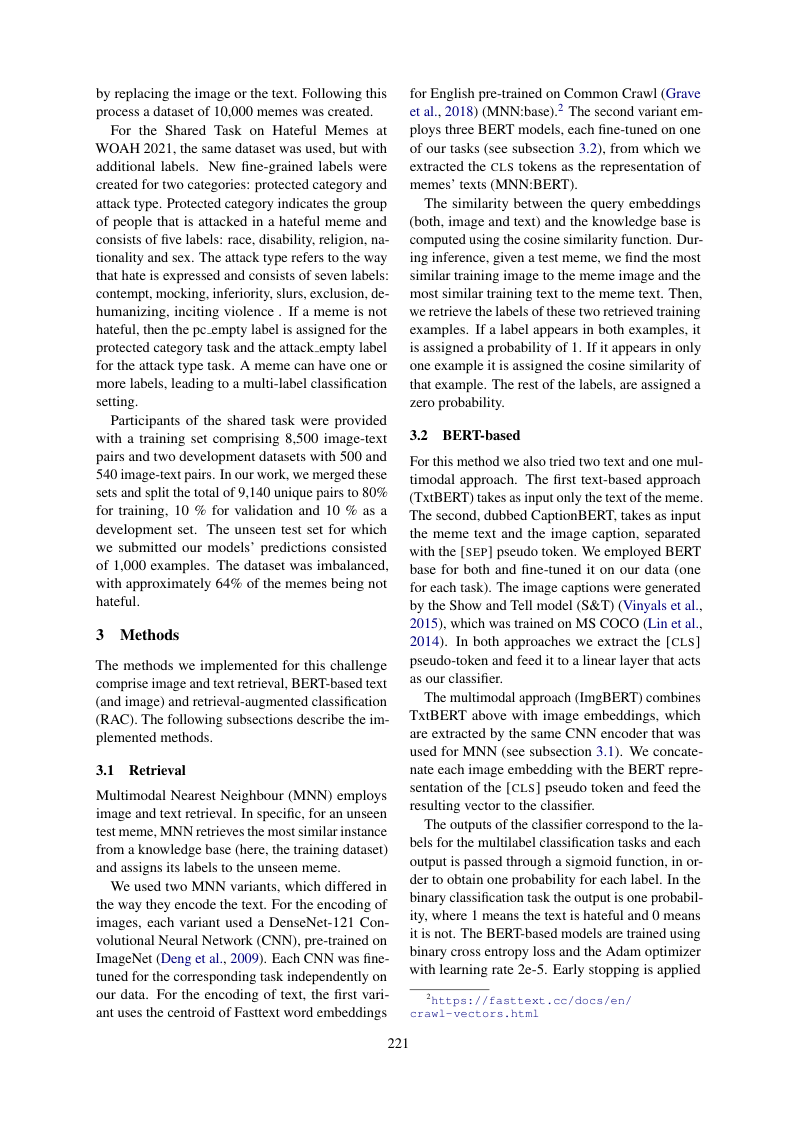 by replacing the image or the text. Following this
process a dataset of 10,000 memes was created.
For the Shared Task on Hateful Memes at
WOAH 2021, the same dataset was used, but with
additional labels. New fine-grained labels were
created for two categories: protected category and
attack type. Protected category indicates the group
of people that is attacked in a hateful meme and
consists of five labels: race, disability, religion, na-
tionality and sex. The attack type refers to the way
that hate is expressed and consists of seven labels:
contempt, mocking, inferiority, slurs, exclusion, de-
humanizing, inciting violence . If a meme is not
hateful, then the pc_empty label is assigned for the
protected category task and the attack_empty label
for the attack type task. A meme can have one or
more labels, leading to a multi-label classification
setting.
Participants of the shared task were provided
with a training set comprising 8,500 image-text
pairs and two development datasets with 500 and
540 image-text pairs. In our work, we merged these
sets and split the total of 9,140 unique pairs to 80%
for training, 10 % for validation and 10 % as a
development set. The unseen test set for which
we submitted our models' predictions consisted
of 1,000 examples. The dataset was imbalanced,
with approximately 64% of the memes being not
hateful.
3 Methods
The methods we implemented for this challenge
comprise image and text retrieval, BERT-based text
(and image) and retrieval-augmented classification
(RAC). The following subsections describe the im-
plemented methods.
3.1 Retrieval
Multimodal Nearest Neighbour (MNN) employs
image and text retrieval. In specific, for an unseen
test meme, MNN retrieves the most similar instance
from a knowledge base (here, the training dataset)
and assigns its labels to the unseen meme.
We used two MNN variants, which differed in
the way they encode the text. For the encoding of
images, each variant used a DenseNet-121 Con-
volutional Neural Network (CNN), pre-trained on
ImageNet (Deng et al., 2009). Each CNN was fine-
tuned for the corresponding task independently on
our data. For the encoding of text, the first vari-
ant uses the centroid of Fasttext word embeddings
for English pre-trained on Common Crawl (Grave
et al., 2018) (MNN:base).2 The second variant em-
ploys three BERT models, each fine-tuned on one
of our tasks (see subsection 3.2), from which we
extracted the CLS tokens as the representation of
memes' texts (MNN:BERT).
The similarity between the query embeddings
(both, image and text) and the knowledge base is
computed using the cosine similarity function. Dur-
ing inference, given a test meme, we find the most
similar training image to the meme image and the
most similar training text to the meme text. Then,
we retrieve the labels of these two retrieved training
examples. If a label appears in both examples, it
is assigned a probability of 1. If it appears in only
one example it is assigned the cosine similarity of
that example. The rest of the labels, are assigned a
zero probability.
3.2 BERT-based
For this method we also tried two text and one mul-
timodal approach. The first text-based approach
(TxtBERT) takes as input only the text of the meme.
The second, dubbed CaptionBERT, takes as input
the meme text and the image caption, separated
with the [SEP] pseudo token. We employed BERT
base for both and fine-tuned it on our data (one
for each task). The image captions were generated
by the Show and Tell model (S&T) (Vinyals et al.,
2015), which was trained on MS COCO (Lin et al.,
2014). In both approaches we extract the [CLS]
pseudo-token and feed it to a linear layer that acts
as our classifier.
The multimodal approach (ImgBERT) combines
TxtBERT above with image embeddings, which
are extracted by the same CNN encoder that was
used for MNN (see subsection 3.1). We concate-
nate each image embedding with the BERT repre-
sentation of the [CLS] pseudo token and feed the
resulting vector to the classifier.
The outputs of the classifier correspond to the la-
bels for the multilabel classification tasks and each
output is passed through a sigmoid function, in or-
der to obtain one probability for each label. In the
binary classification task the output is one probabil-
ity, where 1 means the text is hateful and 0 means
it is not. The BERT-based models are trained using
binary cross entropy loss and the Adam optimizer
with learning rate 2e-5. Early stopping is applied
2https://fasttext.cc/docs/en/
crawl-vectors.html
221